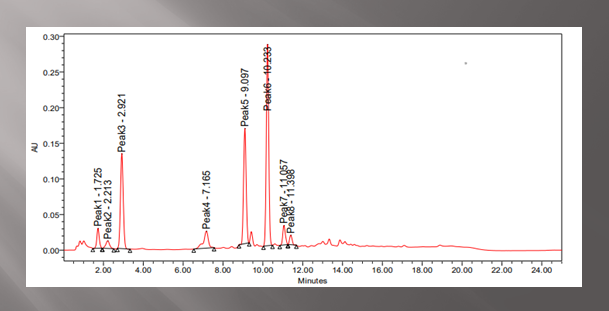 0.30
0.25
0.20
0.15
0.10
0.05
0.00
AU
Peak1 - 1.725
Peak2 - 2.213
Peak3 - 2.921
Peak4 - 7.165
Peak5 - 9.097
Peak6 - 10.233
Peak7 - 11.057
Peak8 - 11.398
2.00 4.00 6.00 8.00 10.00 12.00 14.00 16.00 18.00 20.00 22.00 24.00
Minutes